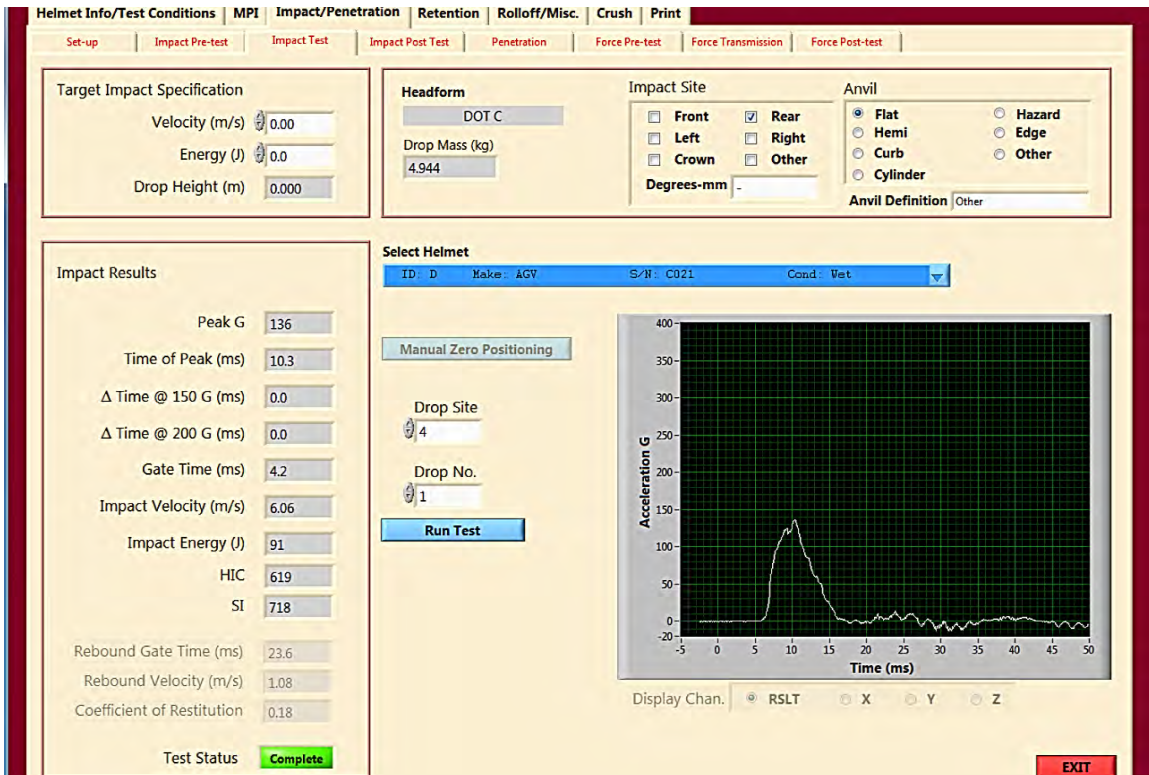 Helmet Info/Test Conditions MPI Impact/Penetration Retention Rolloff/Misc. Crush Print
Set-up Impact Pre-test Impact Test Impact Post Test Penetration Force Pre-test Force Transmission Force Post-test
Target Impact Specification
Velocity (m/s) 0.00
Energy (J) 0.0
Drop Height (m) 0.000
Headform
DOT C
Drop Mass (kg)
4.944
Impact Site
Front Rear
Left Right
Crown Other
Degrees-mm -
Anvil
Flat Hazard
Hemi Edge
Curb Other
Cylinder
Anvil Definition Other
Impact Results
Peak G 136
Time of Peak (ms) 10.3
Δ Time @ 150 G (ms) 0.0
Δ Time @ 200 G (ms) 0.0
Gate Time (ms) 4.2
Impact Velocity (m/s) 6.06
Impact Energy (J) 91
HIC 619
SI 718
Rebound Gate Time (ms) 23.6
Rebound Velocity (m/s) 1.08
Coefficient of Restitution 0.18
Test Status Complete
Select Helmet
ID: D Make: AGV S/N: C021 Cond: Wet
Manual Zero Positioning
Drop Site
4
Drop No.
1
Run Test
Acceleration G
400
350
300
250
200
150
100
50
0
-20
-5 0 5 10 15 20 25 30 35 40 45 50
Time (ms)
Display Chan. RSLT X Y Z
EXIT